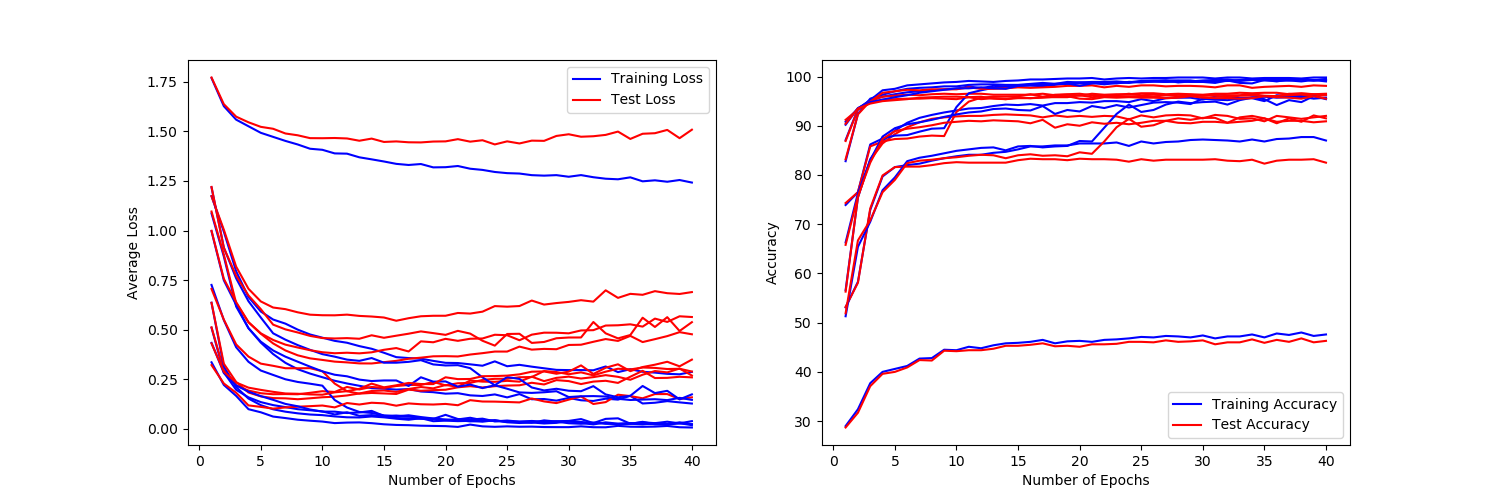 1.75
1.50
1.25
1.00
0.75
0.50
0.25
0.00
Average Loss
0 5 10 15 20 25 30 35 40
Number of Epochs
Training Loss
Test Loss
100
90
80
70
60
50
40
30
Accuracy
0 5 10 15 20 25 30 35 40
Number of Epochs
Training Accuracy
Test Accuracy